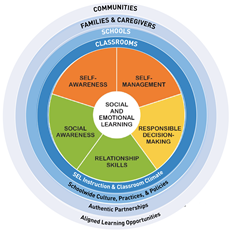 COMMUNITIES
FAMILIES & CAREGIVERS
SCHOOLS
CLASSROOMS
SELF-
AWARENESS
SELF-
MANAGEMENT
SOCIAL
AND
EMOTIONAL
LEARNING
SOCIAL
AWARENESS
RESPONSIBLE
DECISION-
MAKING
RELATIONSHIP
SKILLS
SEL Instruction & Classroom Climate
Schoolwide Culture, Practices, & Policies
Authentic Partnerships
Aligned Learning Opportunities